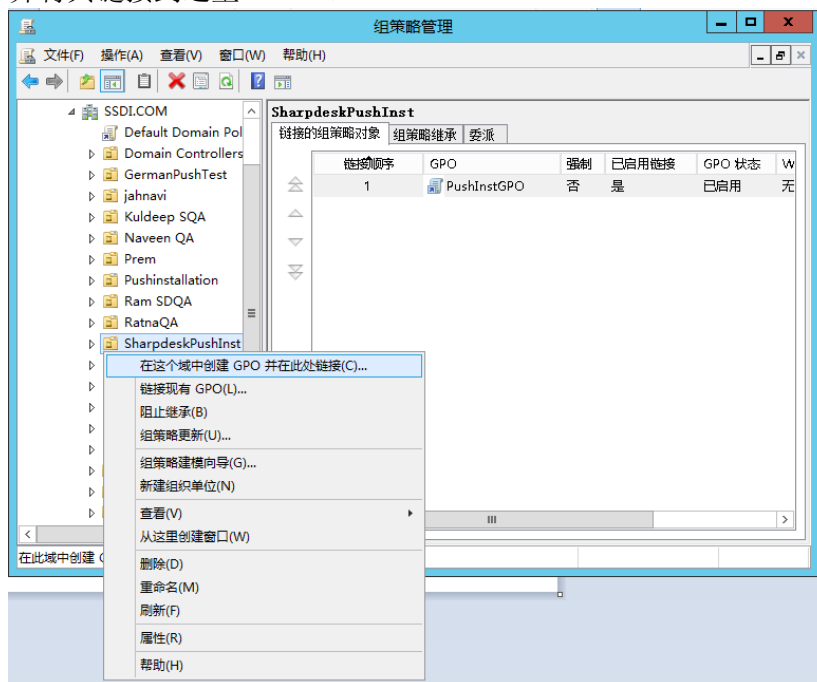 组策略管理
文件(F) 操作(A) 查看(V) 窗口(W) 帮助(H)
SSDI.COM
Default Domain Pol
Domain Controllers
GermanPushTest
jahnavi
Kuldeep SQA
Naveen QA
Prem
Pushinstallation
Ram SDQA
RatnaQA
SharpdeskPushInst
SharpdeskPushInst
链接的组策略对象 组策略继承 委派
链接顺序 GPO 强制 已启用链接 GPO 状态 W
1 PushInstGPO 否 是 已启用 无
在这个域中创建 GPO 并在此处链接(C)...
链接现有 GPO(L)...
阻止继承(B)
组策略更新(U)...
组策略建模向导(G)...
新建组织单位(N)
查看(V)
从这里创建窗口(W)
删除(D)
重命名(M)
刷新(F)
属性(R)
帮助(H)
在此域中创建